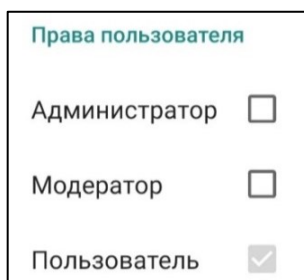 Права пользователя
Администратор
Модератор
Пользователь